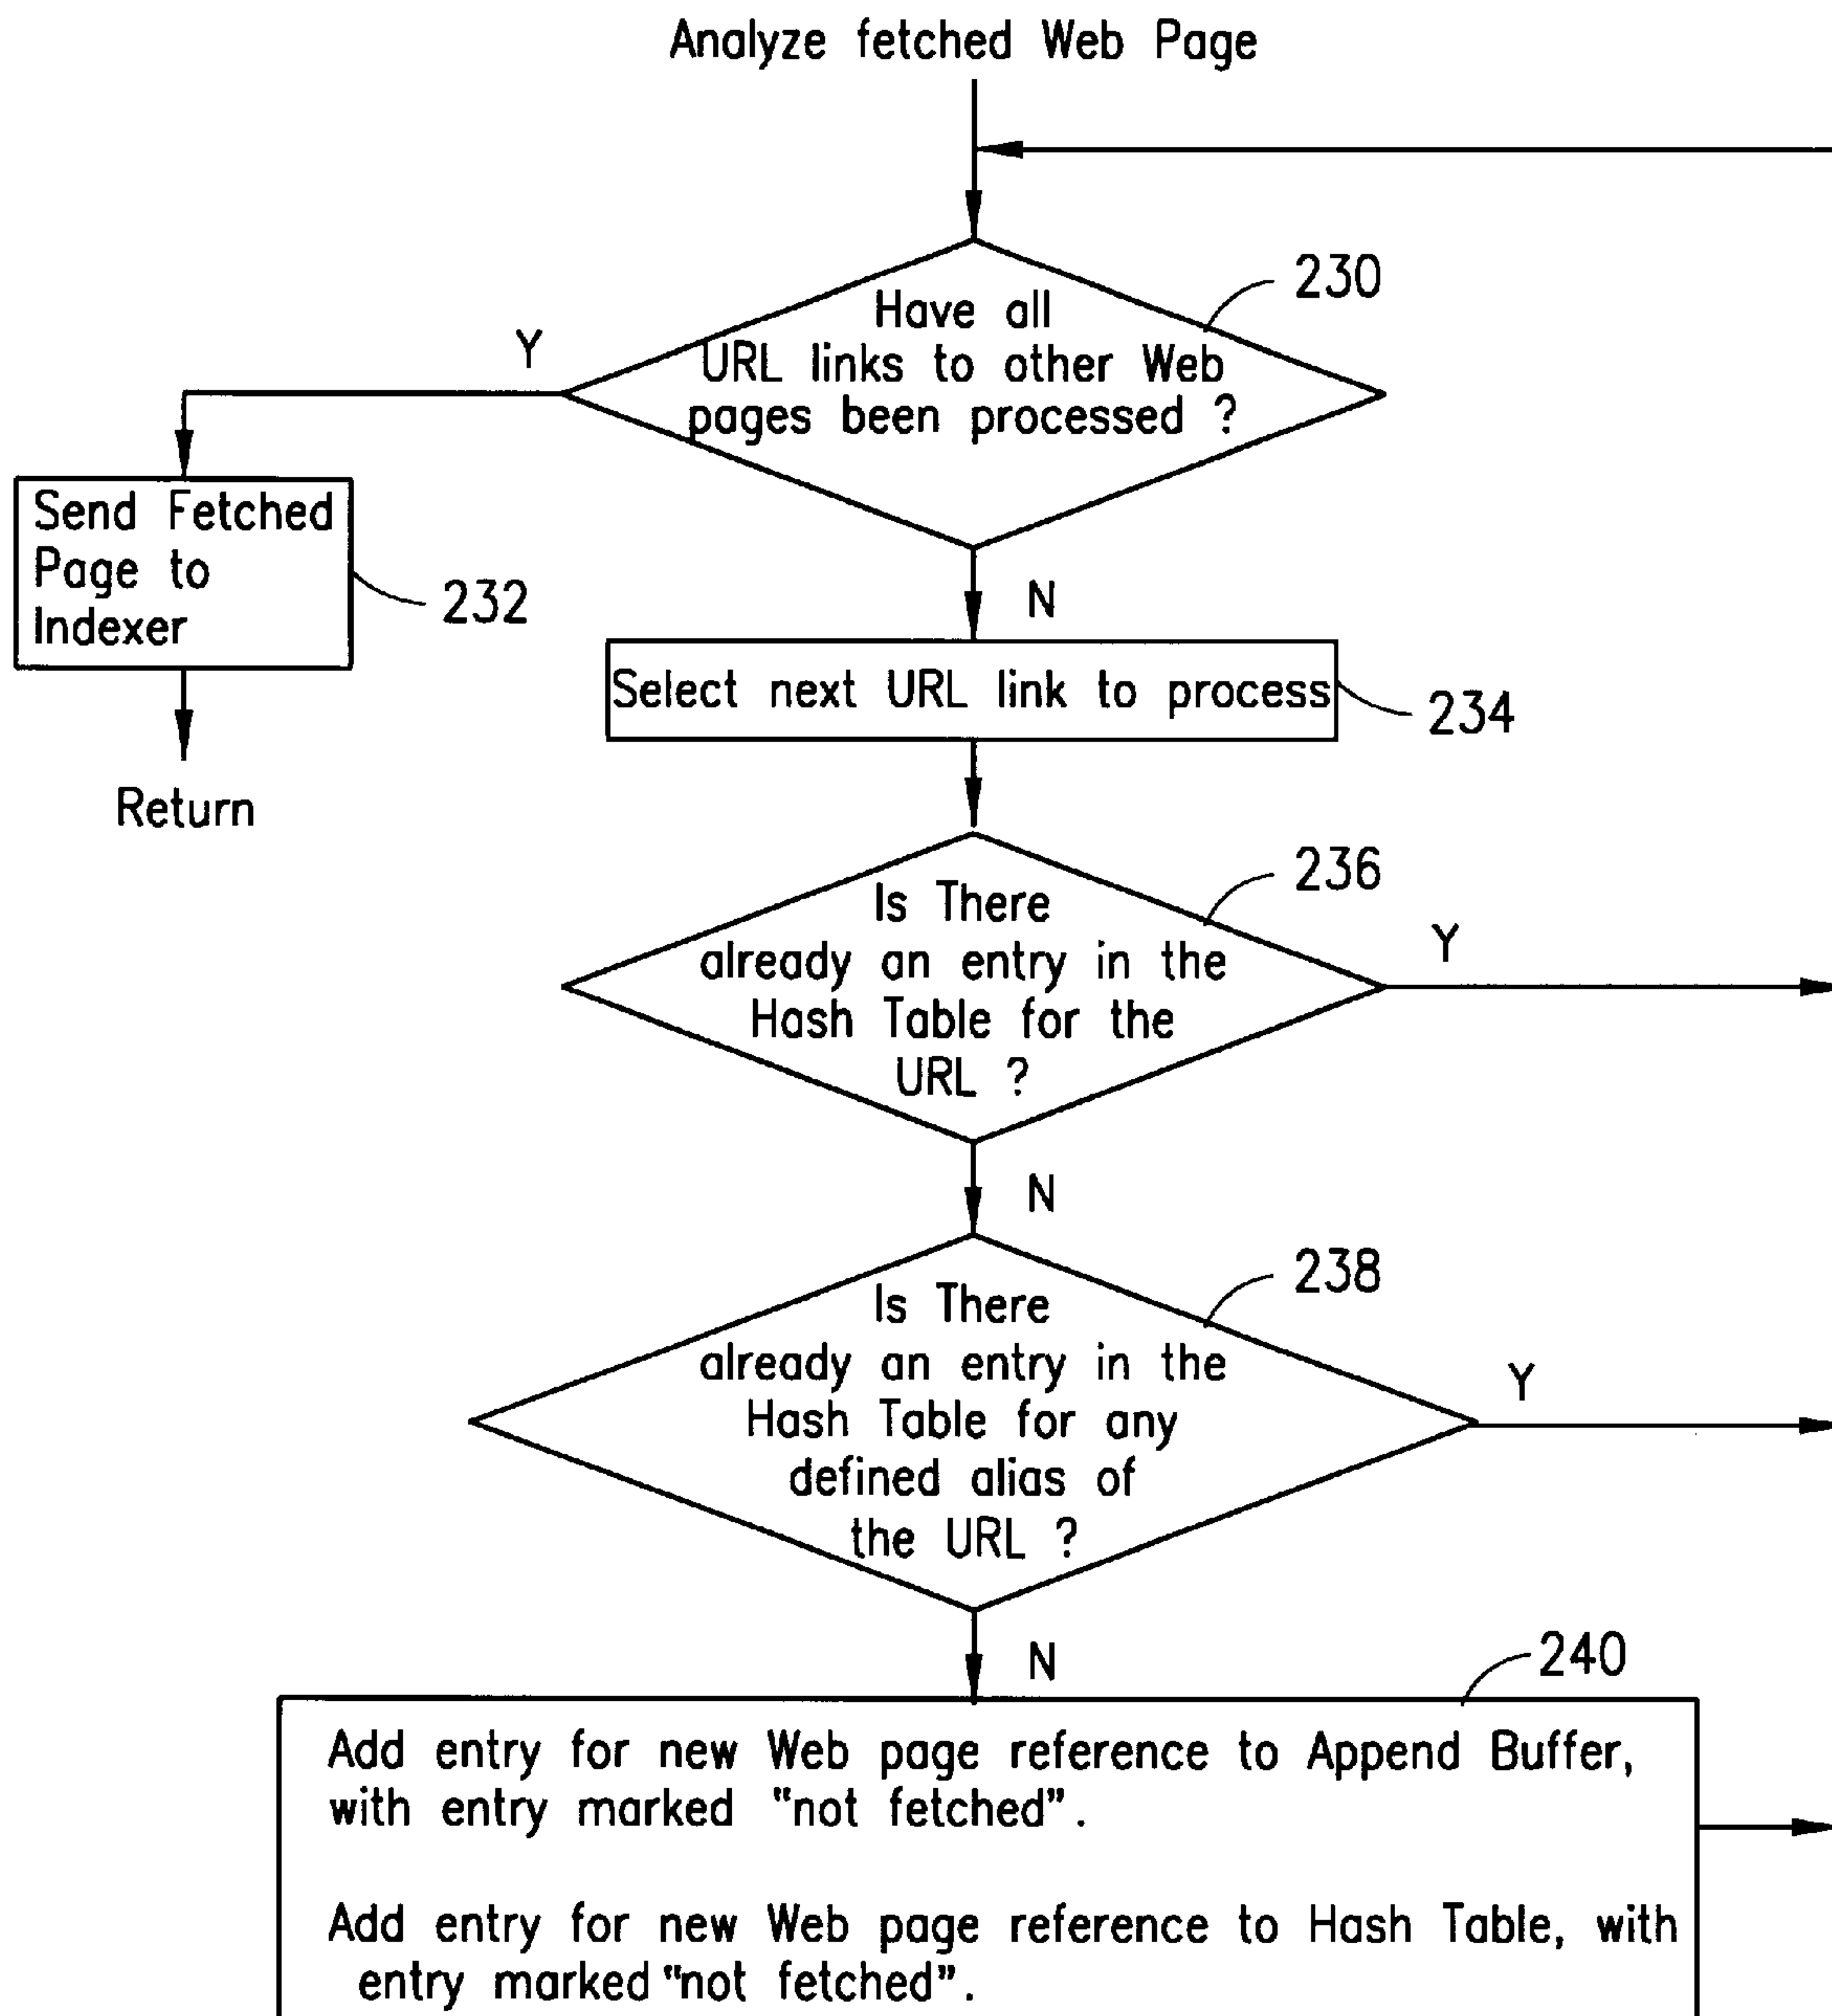 Analyze fetched Web Page
230
Have all
URL links to other Web
pages been processed ?
Y
Send Fetched
Page to
Indexer
232
N
Select next URL link to process
234
Return
236
Is There
already an entry in the
Hash Table for the
URL ?
Y
N
238
Is There
already an entry in the
Hash Table for any
defined alias of
the URL ?
Y
N
240
Add entry for new Web page reference to Append Buffer,
with entry marked "not fetched".
Add entry for new Web page reference to Hash Table, with
entry marked "not fetched".